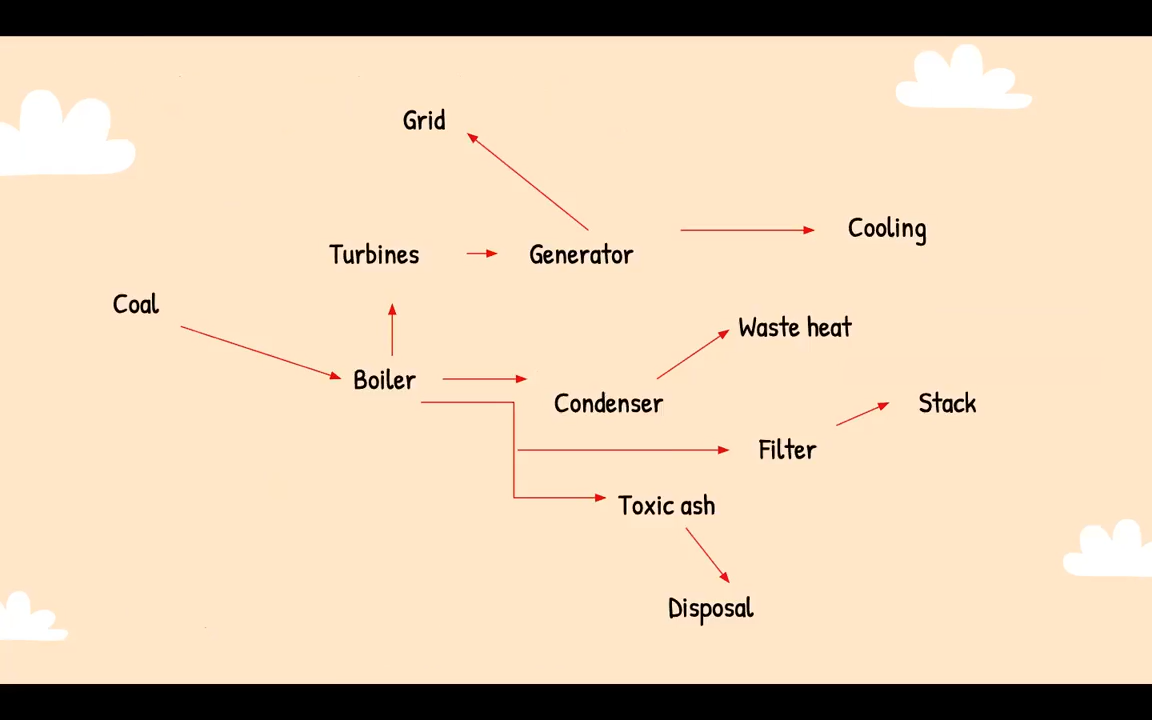 Grid
Cooling
Turbines
Generator
Coal
Waste heat
Boiler
Condenser
Stack
Filter
Toxic ash
Disposal